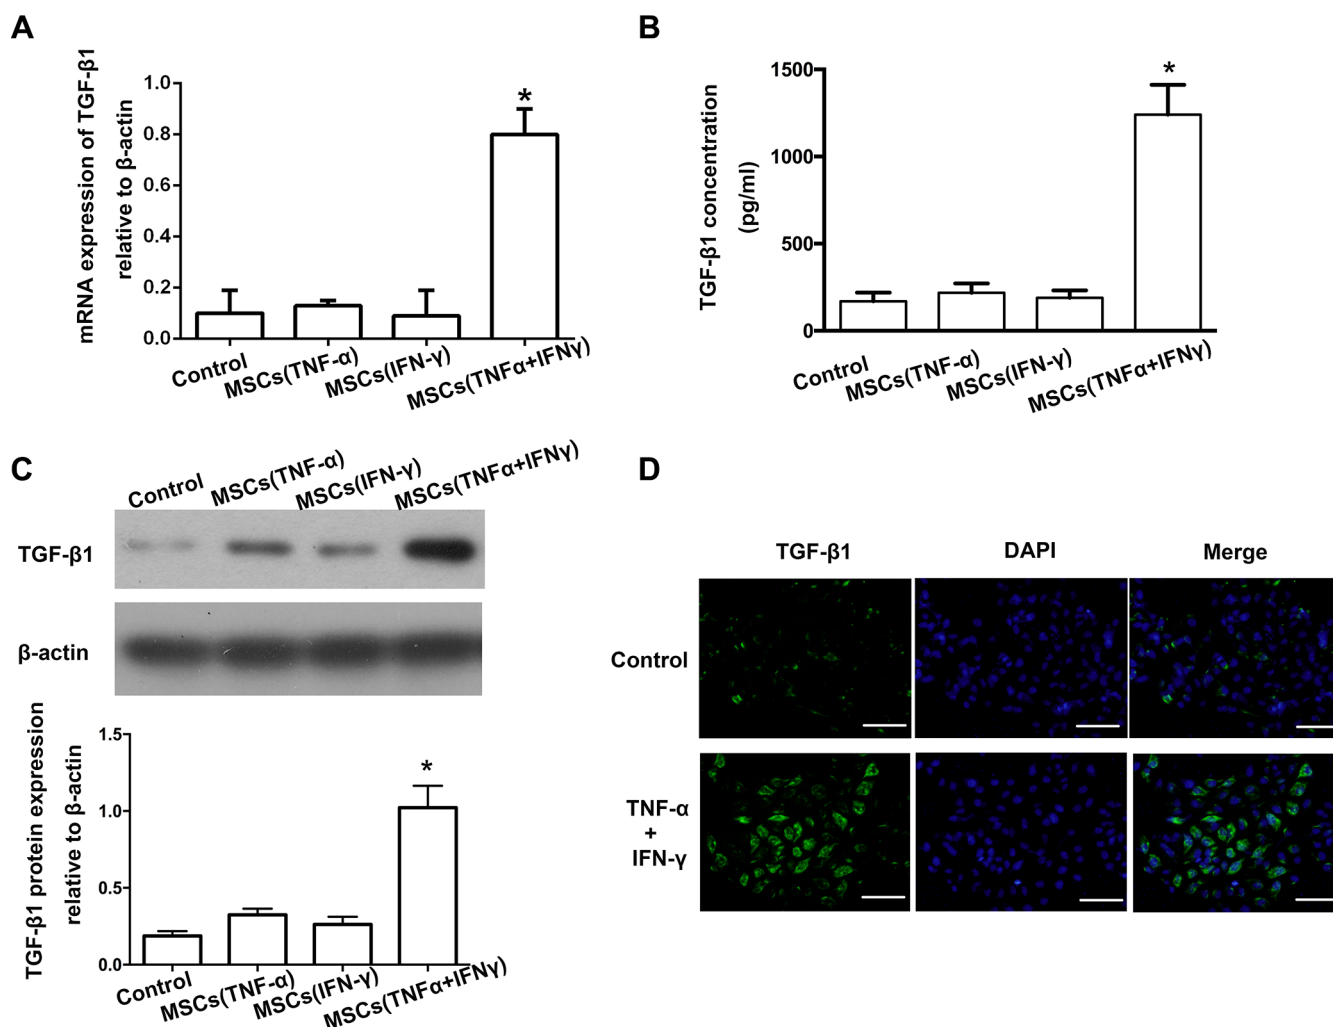 A
mRNA expression of TGF-β1
relative to β-actin
1.0
0.8
0.6
0.4
0.2
0.0
*
Control
MSCs(TNF-α)
MSCs(IFN-γ)
MSCs(TNFα+IFNγ)
B
TGF-β1 concentration
(pg/ml)
1500
1000
500
0
*
Control
MSCs(TNF-α)
MSCs(IFN-γ)
MSCs(TNFα+IFNγ)
C
Control
MSCs(TNF-α)
MSCs(IFN-γ)
MSCs(TNFα+IFNγ)
TGF-β1
β-actin
TGF-β1 protein expression
relative to β-actin
1.5
1.0
0.5
0.0
*
Control
MSCs(TNF-α)
MSCs(IFN-γ)
MSCs(TNFα+IFNγ)
D
TGF-β1
DAPI
Merge
Control
TNF-α
+
IFN-γ